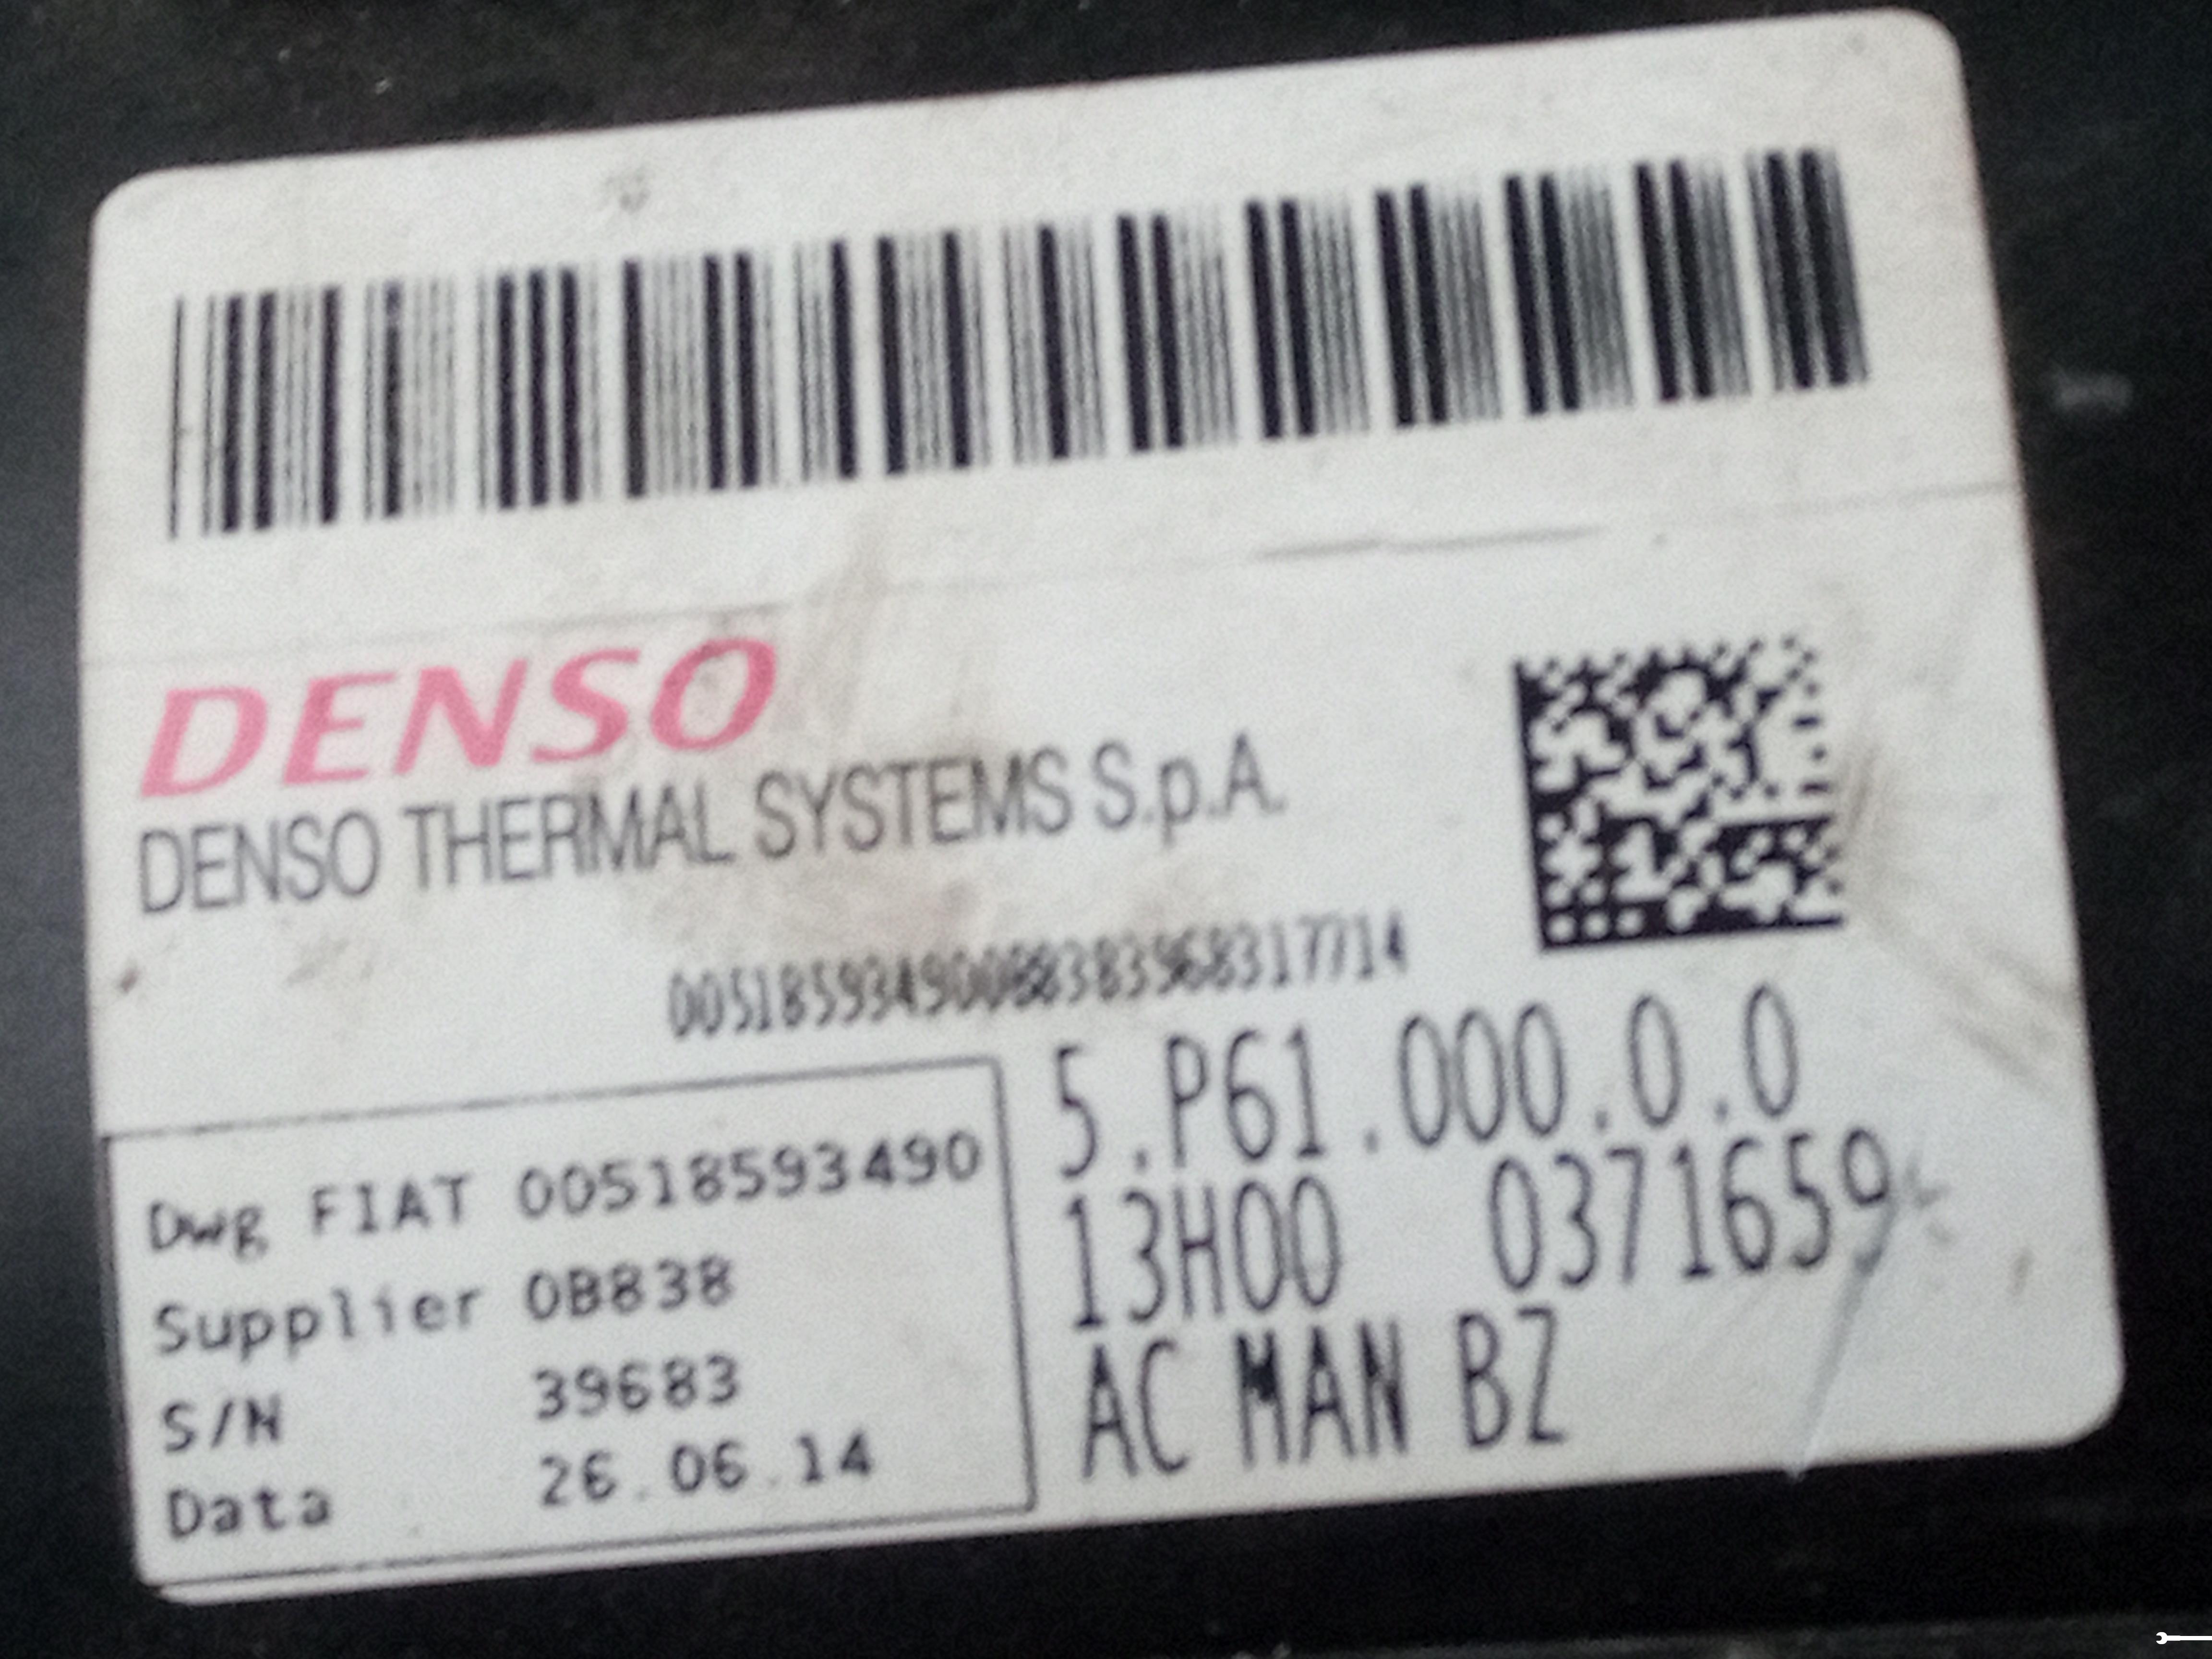 DENSO
DENSO THERMAL SYSTEMS S.p.A.
005185934900B8383968317714
5.P61.000.0.0
13H00 0371659
AC MAN BZ
Dwg FIAT 00518593490
Supplier 0B838
S/N 39683
Data 26.06.14